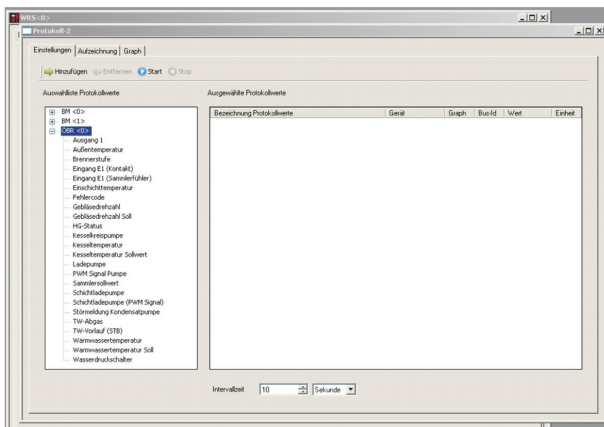 WRS<0>
Protokoll-2
Einstellungen Aufzeichnung Graph
Hinzufügen Entfernen Start Stop
Auswahlliste Protokollwerte Ausgewählte Protokollwerte
Bezeichnung Protokollwerte Gerät Graph Bus-Id Wert Einheit
BM <0>
BM <1>
OBR <0>
Ausgang 1
Außentemperatur
Brennerstufe
Eingang E1 (Kontakt)
Eingang E1 (Sammlerfühler)
Einschichttemperatur
Fehlercode
Gebläsedrehzahl
Gebläsedrehzahl Soll
HG-Status
Kesselkreispumpe
Kesseltemperatur
Kesseltemperatur Sollwert
Ladepumpe
PWM Signal Pumpe
Sammlersollwert
Schichtladepumpe
Schichtladepumpe (PWM Signal)
Störmeldung Kondensatpumpe
TW-Abgas
TW-Vorlauf (STB)
Warmwassertemperatur
Warmwassertemperatur Soll
Wasserdruckschalter
Intervallzeit 10 Sekunde